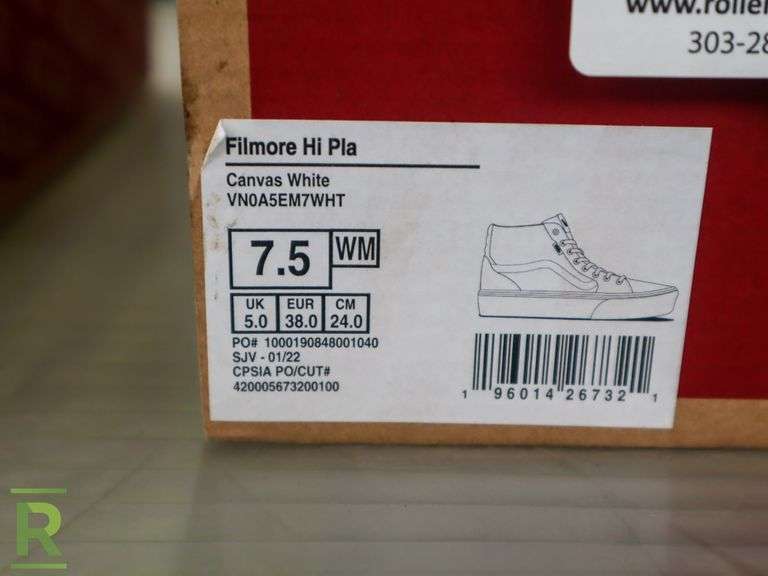 www.rolle
303-28
Filmore Hi Pla
Canvas White
VN0A5EM7WHT
7.5 WM
UK EUR CM
5.0 38.0 24.0
PO# 1000190848001040
SJV - 01/22
CPSIA PO/CUT#
420005673200100
1 96014 26732 1
R